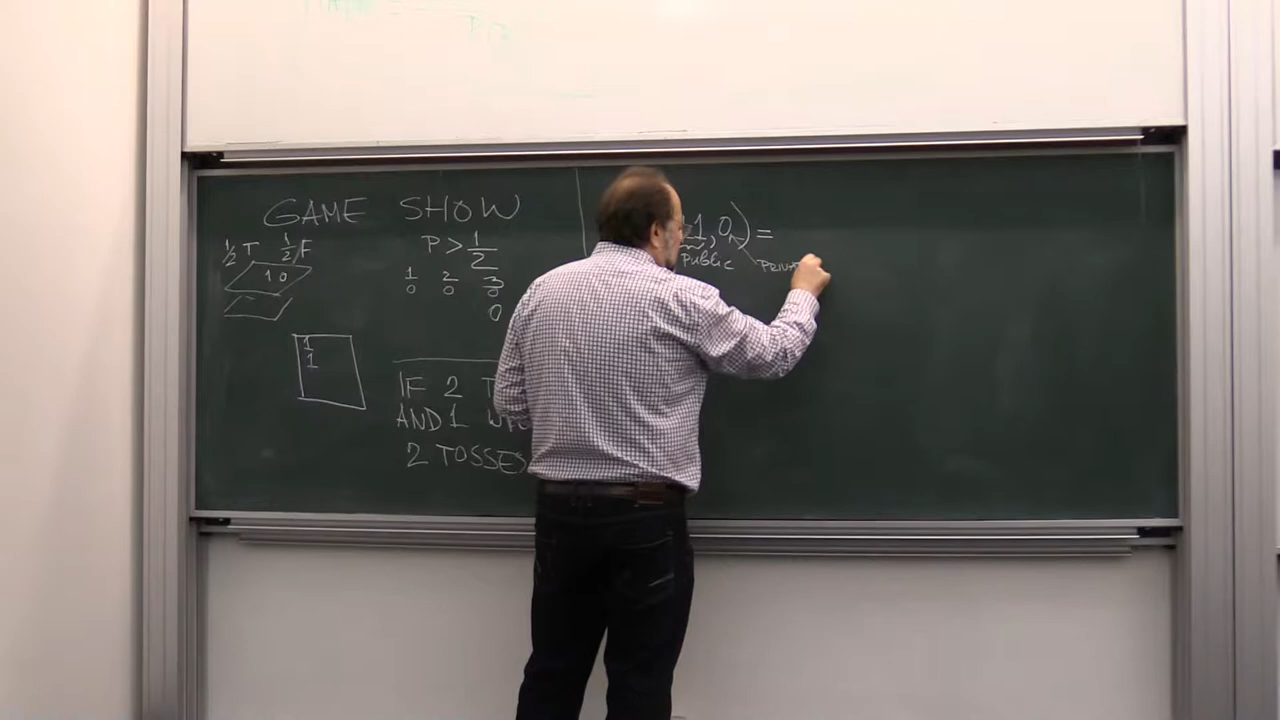 GAME SHOW
1/2 T 1/2 F
P > 1/2
1 0
1 2 3
0 0 0
0
1
1
IF 2
AND 1
2 TOSSES
1, 0,) =
PUBLIC